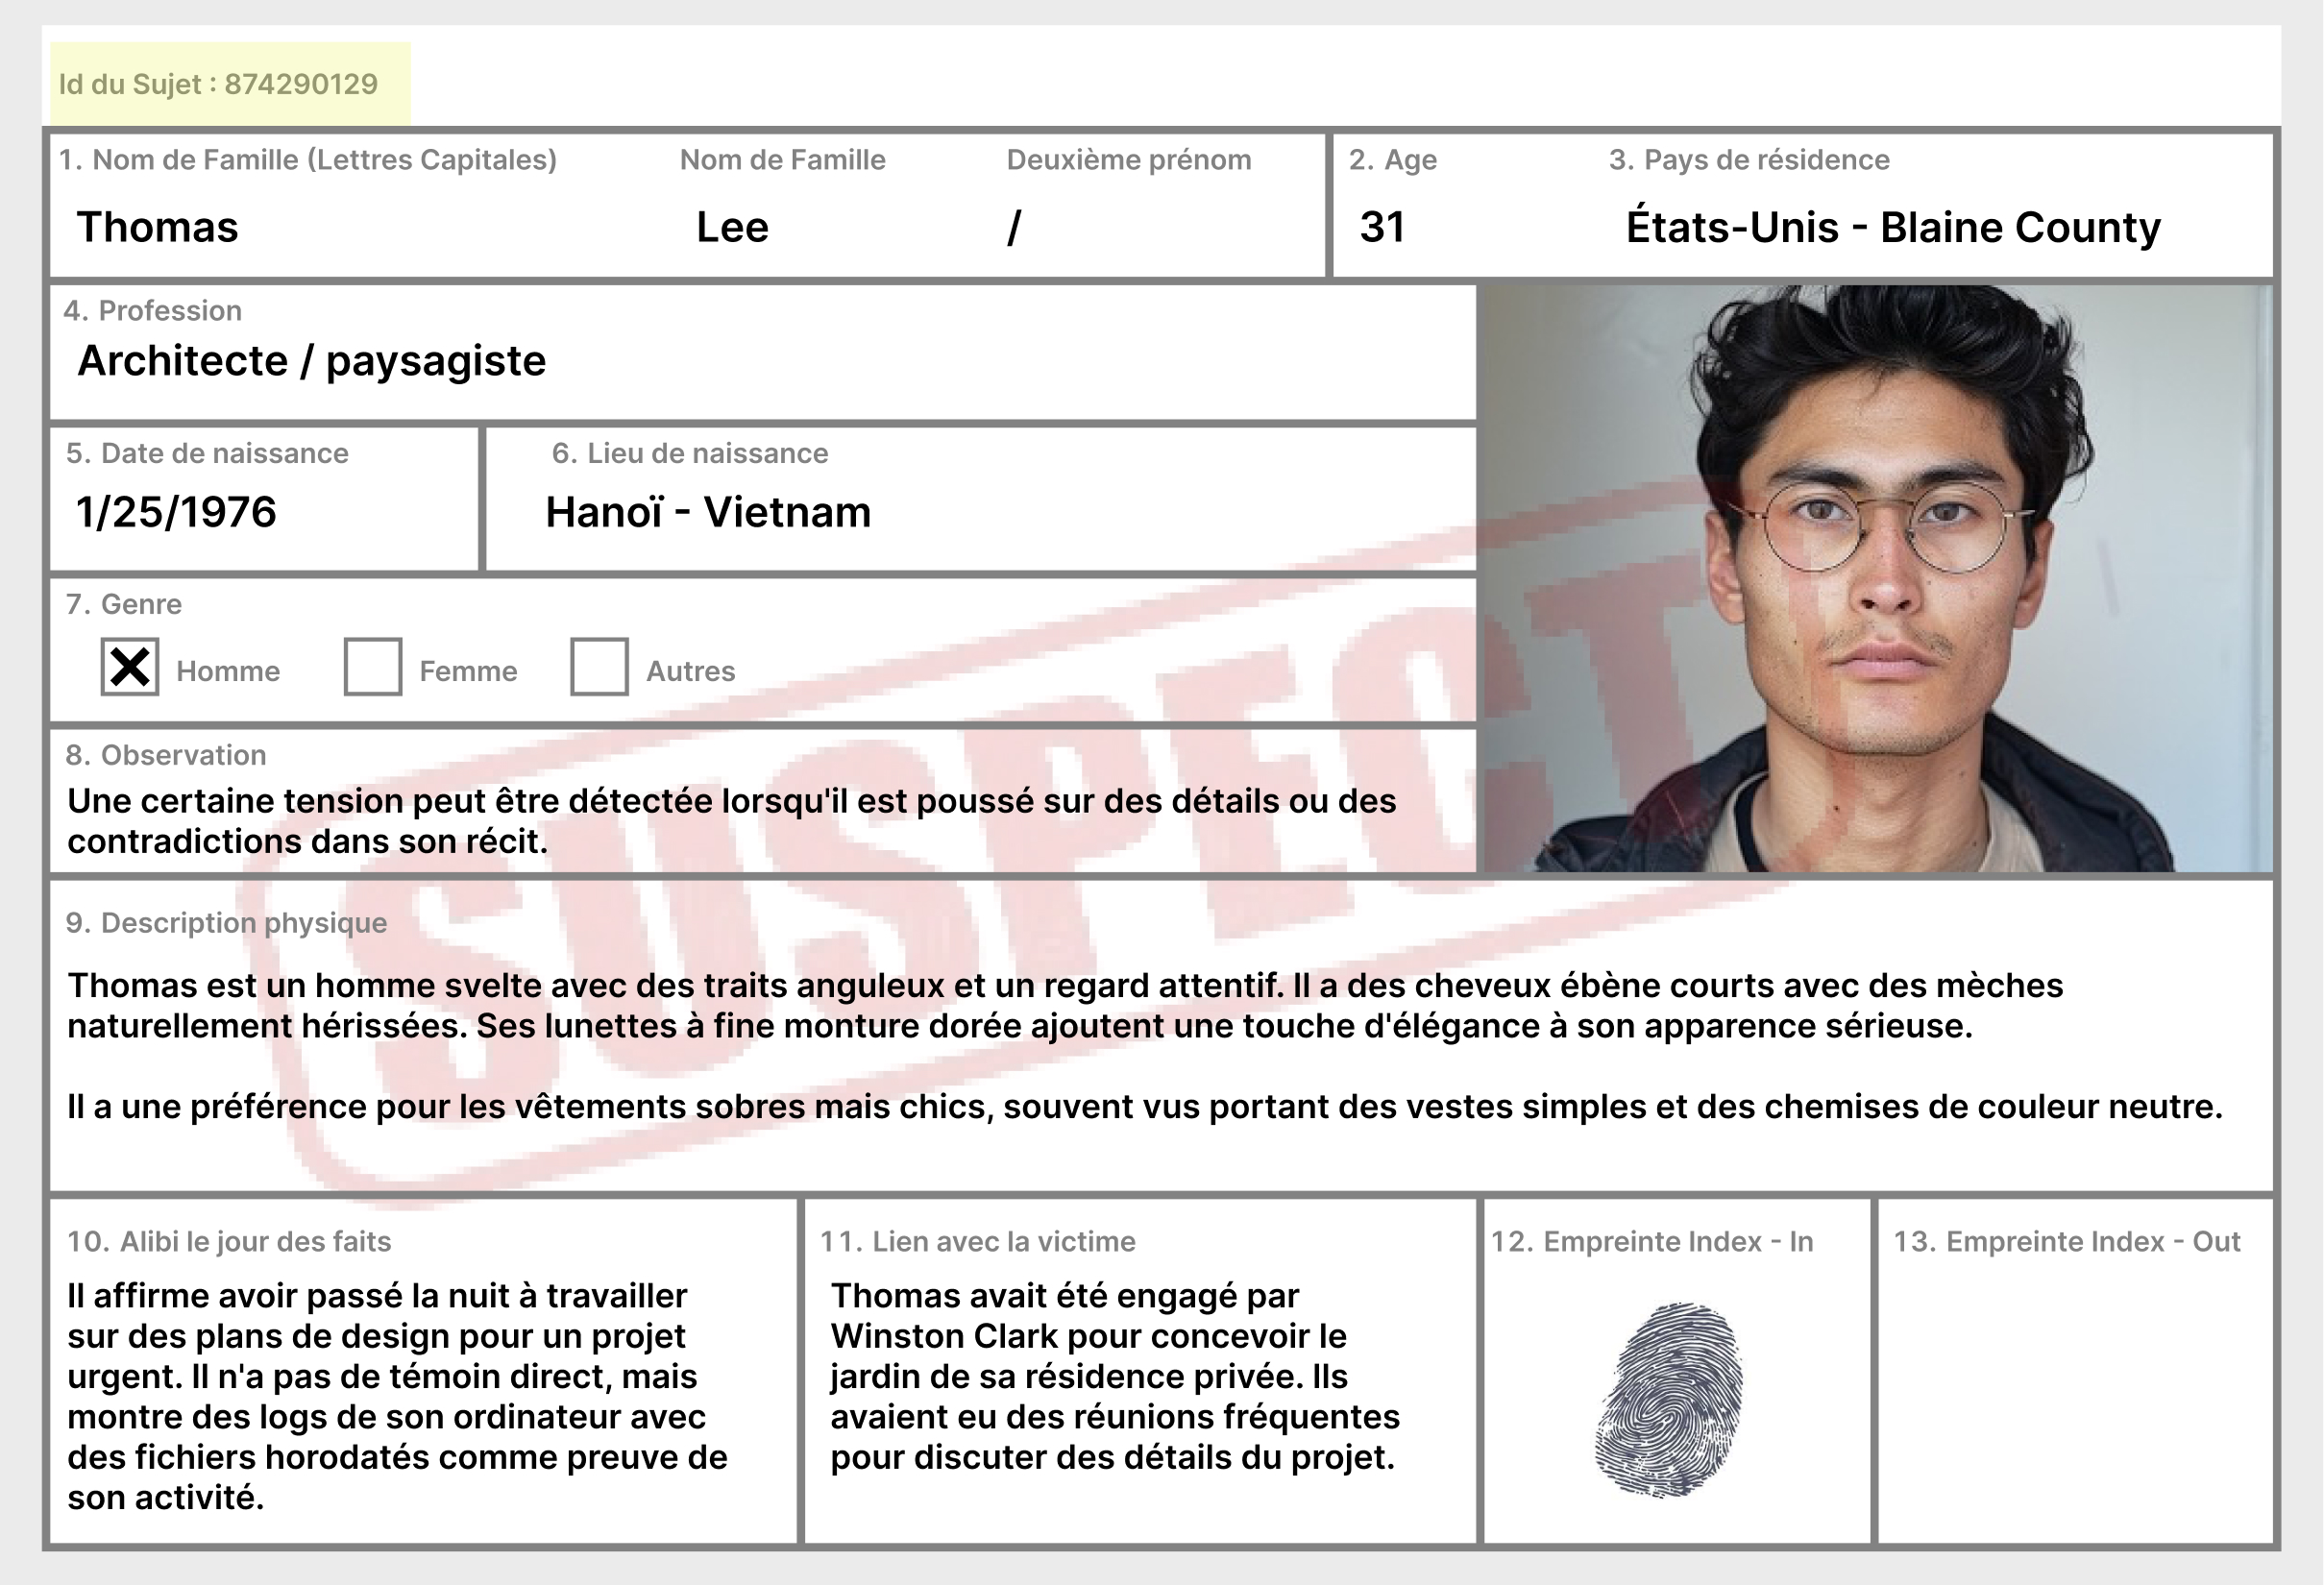 Id du Sujet : 874290129
1. Nom de Famille (Lettres Capitales) Nom de Famille Deuxième prénom 2. Age 3. Pays de résidence
Thomas Lee / 31 États-Unis - Blaine County
4. Profession
Architecte / paysagiste
5. Date de naissance 6. Lieu de naissance
1/25/1976 Hanoï - Vietnam
7. Genre
Homme Femme Autres
8. Observation
Une certaine tension peut être détectée lorsqu'il est poussé sur des détails ou des
contradictions dans son récit.
SUSPECT
9. Description physique
Thomas est un homme svelte avec des traits anguleux et un regard attentif. Il a des cheveux ébène courts avec des mèches
naturellement hérissées. Ses lunettes à fine monture dorée ajoutent une touche d'élégance à son apparence sérieuse.
Il a une préférence pour les vêtements sobres mais chics, souvent vus portant des vestes simples et des chemises de couleur neutre.
10. Alibi le jour des faits
Il affirme avoir passé la nuit à travailler
sur des plans de design pour un projet
urgent. Il n'a pas de témoin direct, mais
montre des logs de son ordinateur avec
des fichiers horodatés comme preuve de
son activité.
11. Lien avec la victime
Thomas avait été engagé par
Winston Clark pour concevoir le
jardin de sa résidence privée. Ils
avaient eu des réunions fréquentes
pour discuter des détails du projet.
12. Empreinte Index - In
13. Empreinte Index - Out